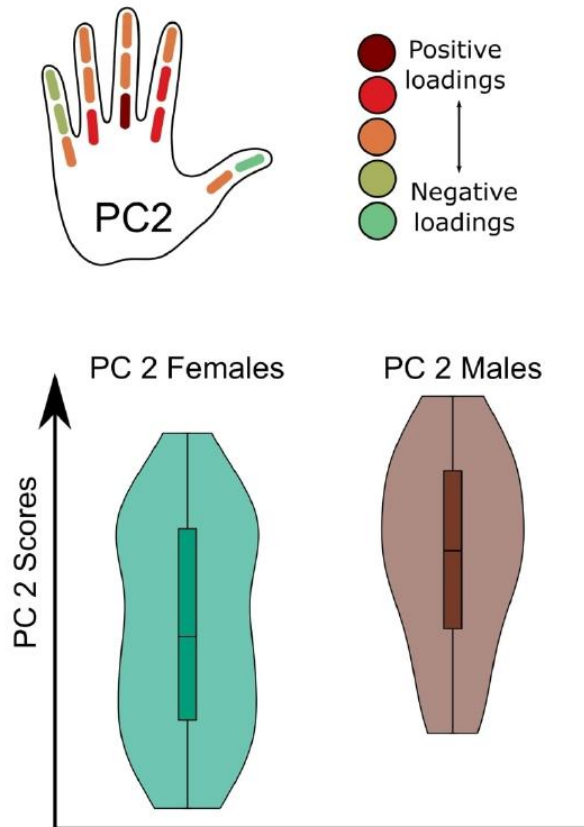 PC2
Positive
loadings
Negative
loadings
PC 2 Females
PC 2 Males
PC 2 Scores